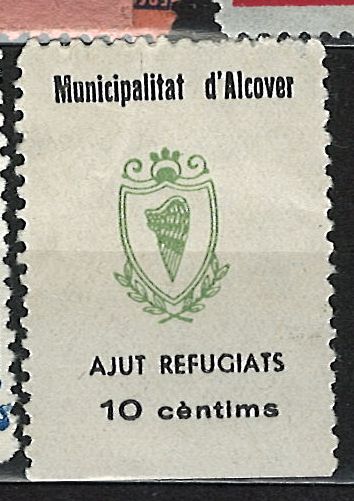 Municipalitat d'Alcover
AJUT REFUGIATS
10 cèntims